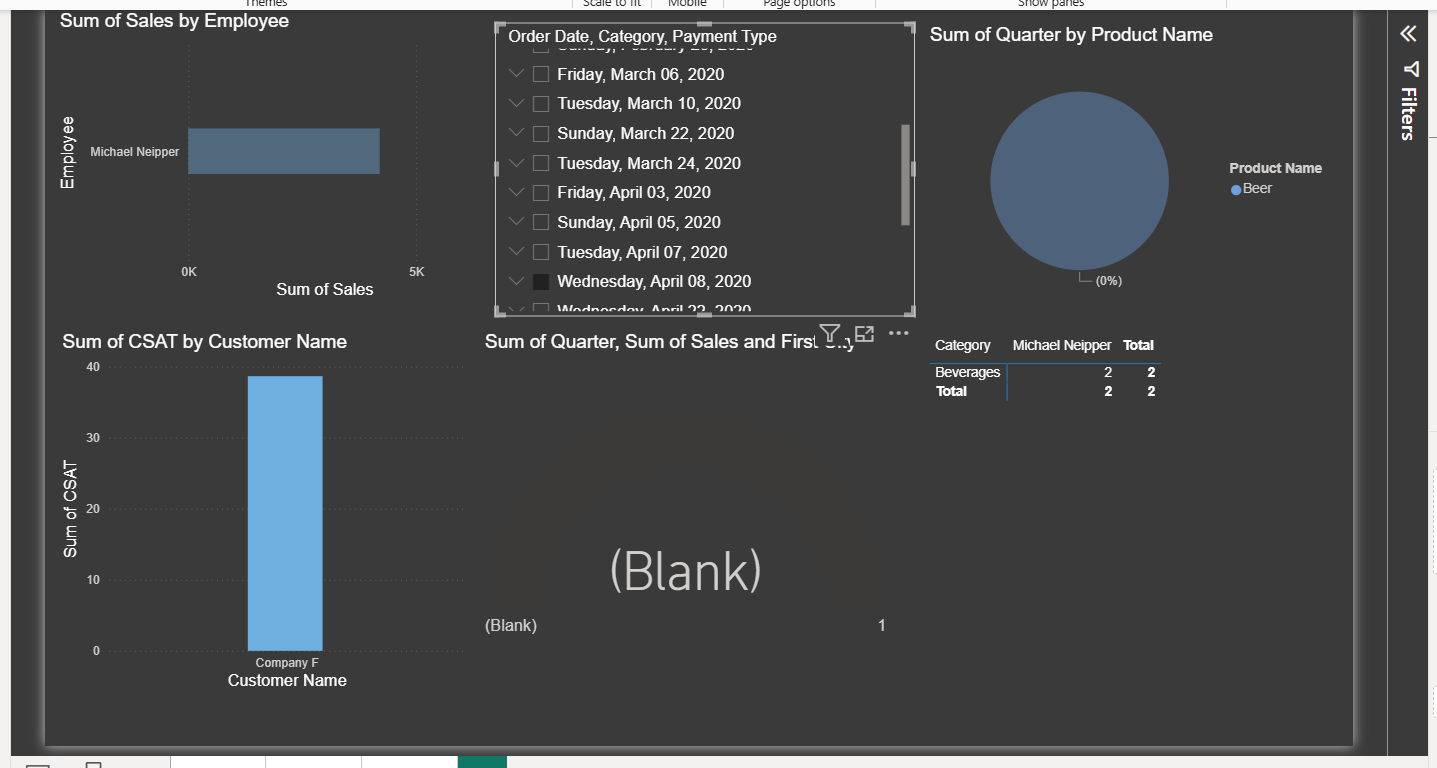 Themes
Scale to fit
Mobile
Page options
Show panes
Sum of Sales by Employee
Employee
Michael Neipper
0K
5K
Sum of Sales
Order Date, Category, Payment Type
Friday, March 06, 2020
Tuesday, March 10, 2020
Sunday, March 22, 2020
Tuesday, March 24, 2020
Friday, April 03, 2020
Sunday, April 05, 2020
Tuesday, April 07, 2020
Wednesday, April 08, 2020
Wednesday, April 22, 2020
Sum of Quarter by Product Name
(0%)
Product Name
Beer
Filters
Sum of CSAT by Customer Name
Sum of CSAT
40
30
20
10
0
Company F
Customer Name
Sum of Quarter, Sum of Sales and First City
(Blank)
(Blank)
1
Category Michael Neipper Total
Beverages 2 2
Total 2 2